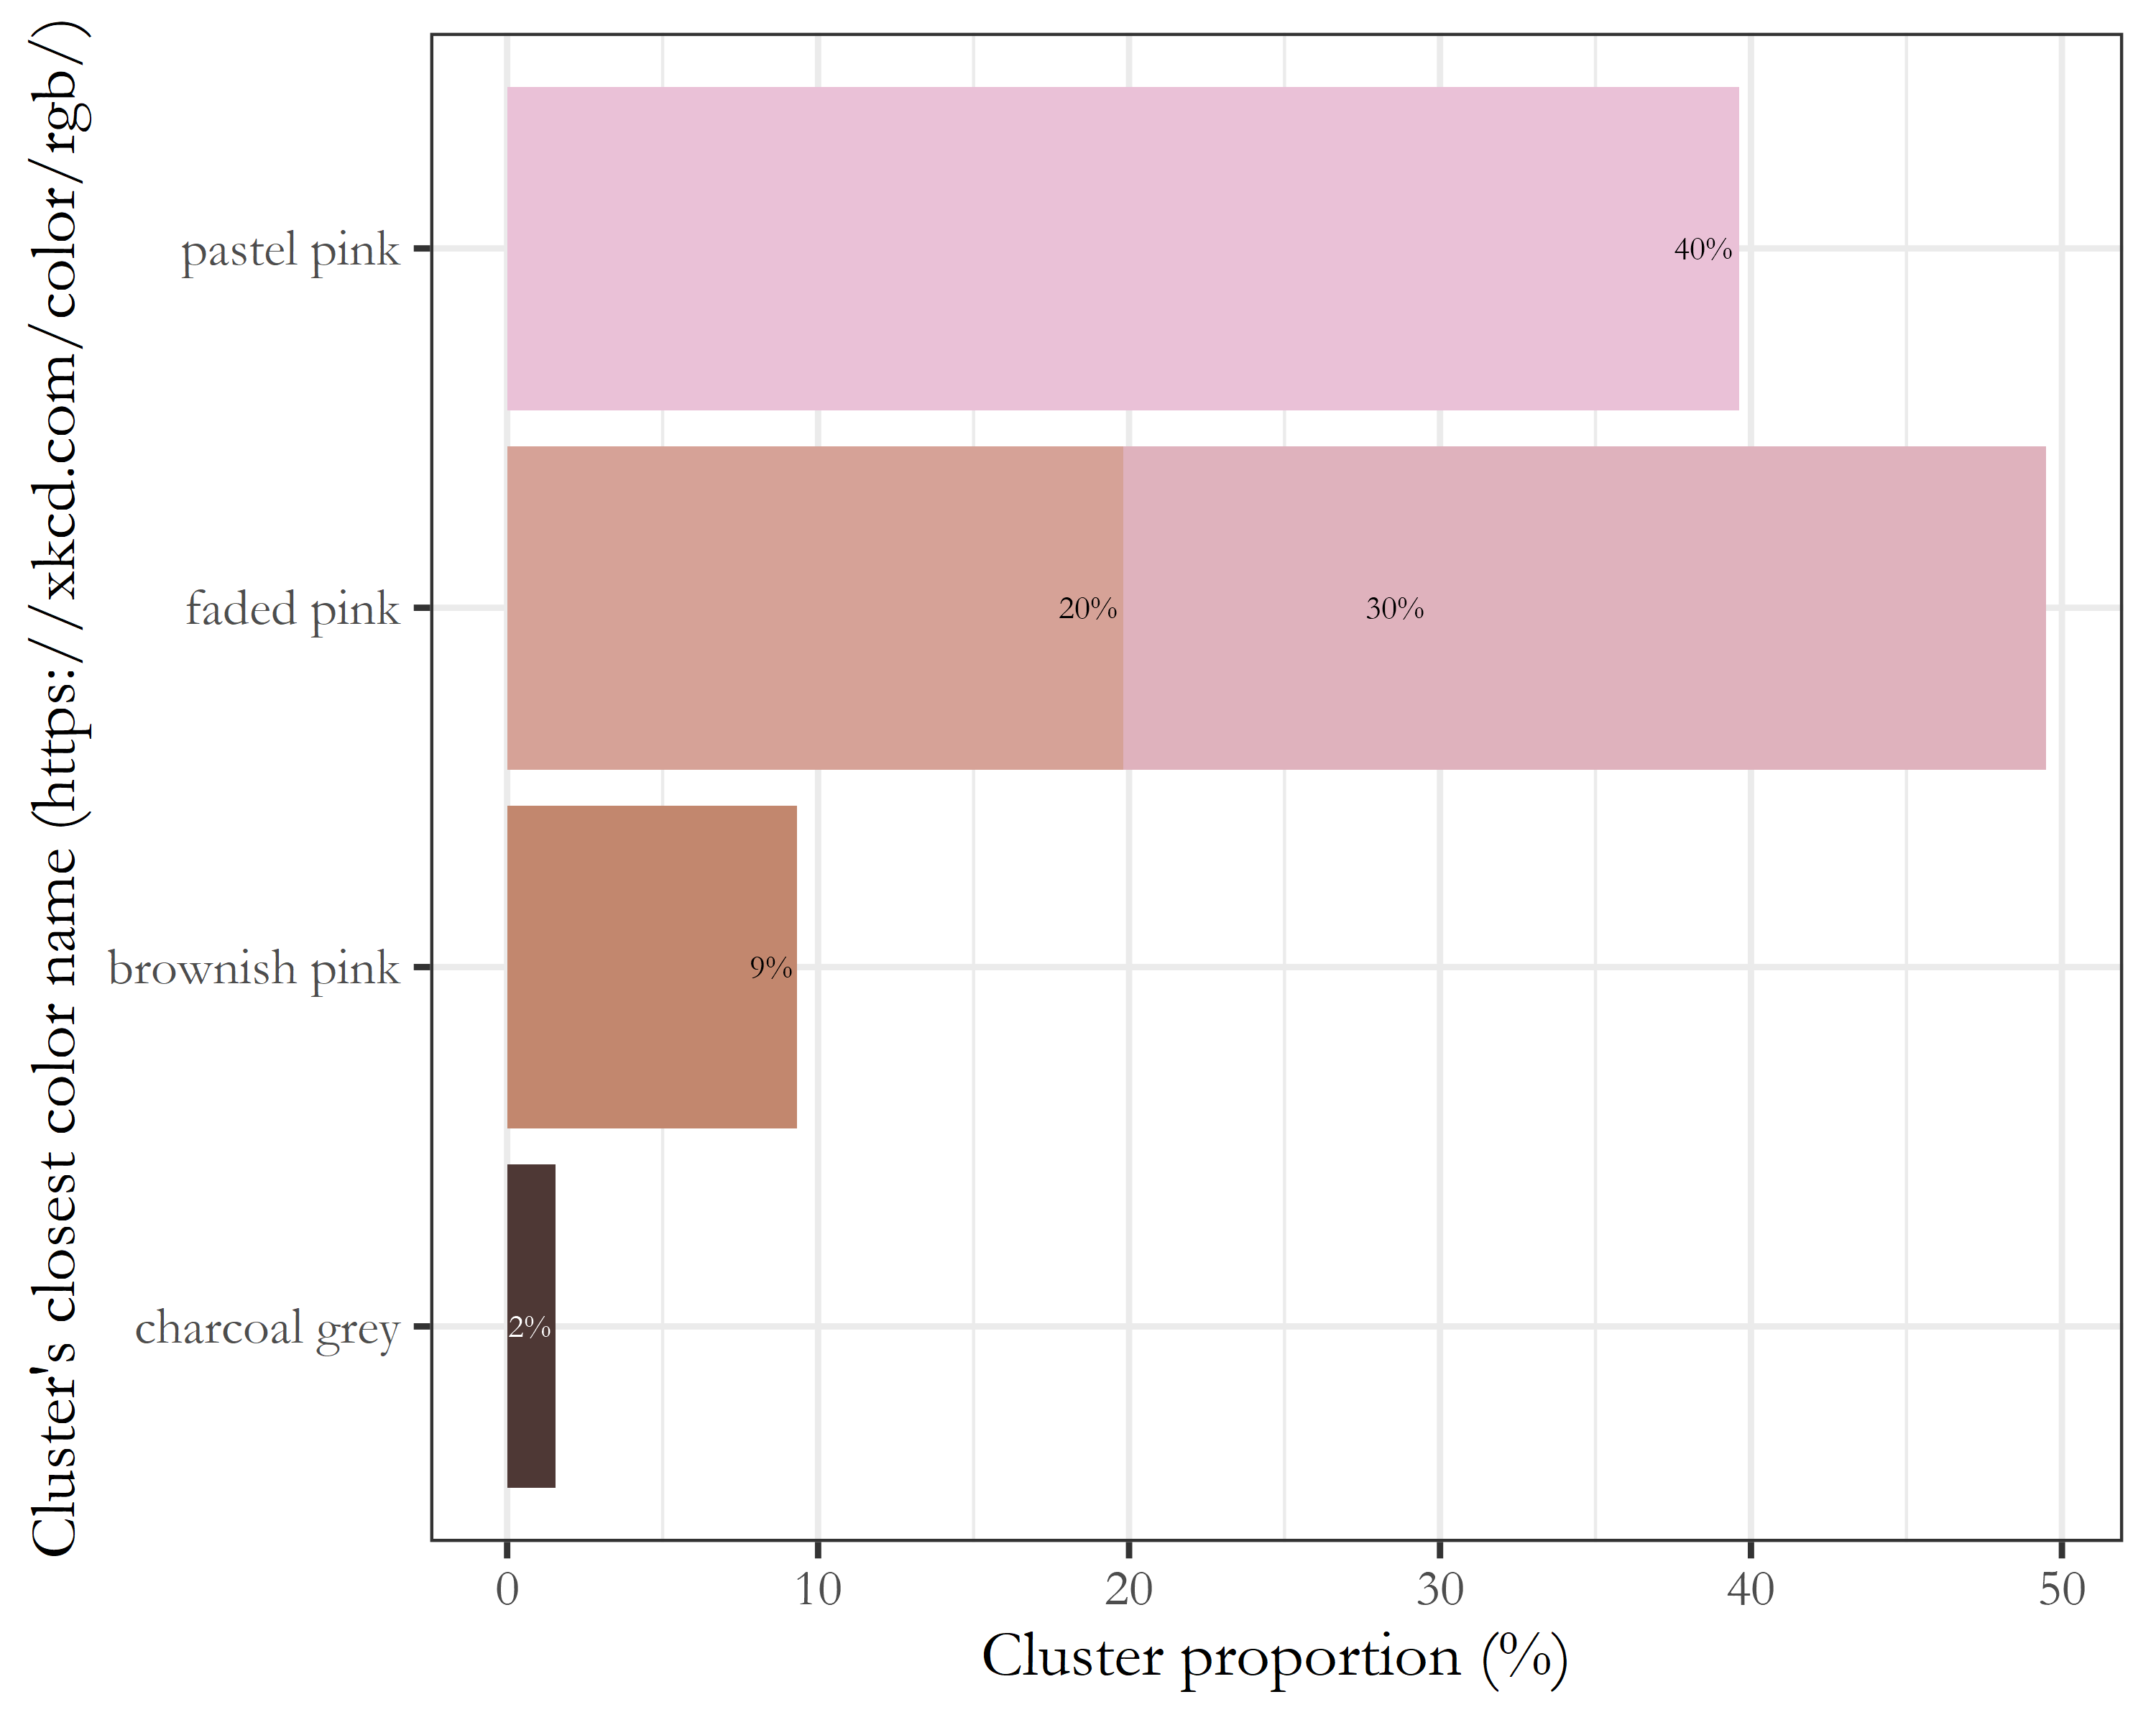 Cluster's closest color name (https://xkcd.com/color/rgb/)
pastel pink
40%
faded pink
20%
30%
brownish pink
9%
charcoal grey
2%
0 10 20 30 40 50
Cluster proportion (%)